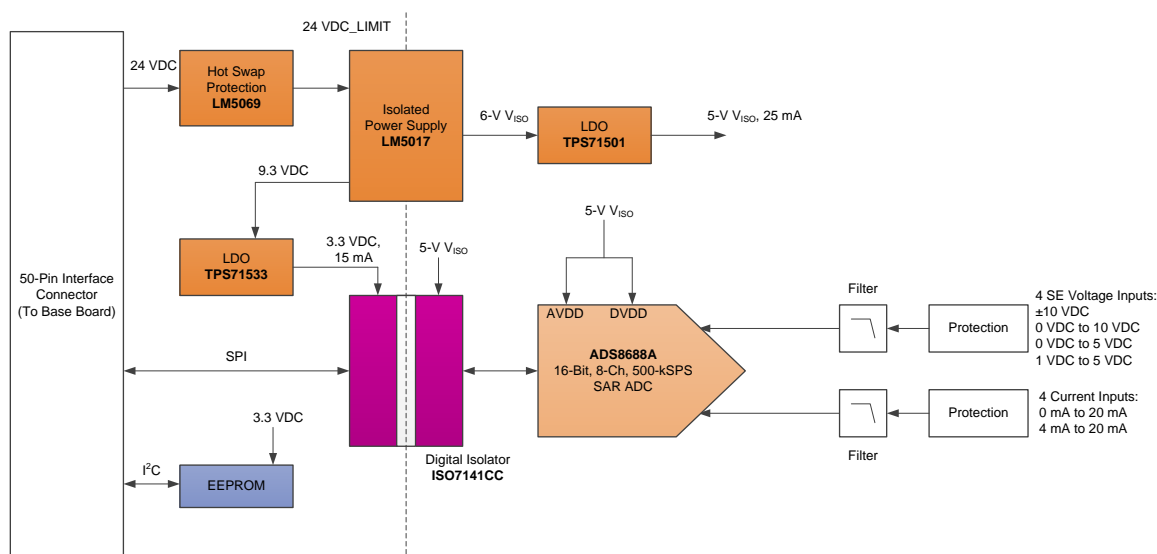 24 VDC_LIMIT
24 VDC
Hot Swap
Protection
LM5069
Isolated
Power Supply
LM5017
6-V VISO
LDO
TPS71501
5-V VISO, 25 mA
9.3 VDC
LDO
TPS71533
3.3 VDC,
15 mA
5-V VISO
5-V VISO
50-Pin Interface
Connector
(To Base Board)
AVDD
DVDD
ADS8688A
16-Bit, 8-Ch, 500-kSPS
SAR ADC
Filter
Protection
4 SE Voltage Inputs:
±10 VDC
0 VDC to 10 VDC
0 VDC to 5 VDC
1 VDC to 5 VDC
SPI
Filter
Protection
4 Current Inputs:
0 mA to 20 mA
4 mA to 20 mA
3.3 VDC
I2C
EEPROM
Digital Isolator
ISO7141CC